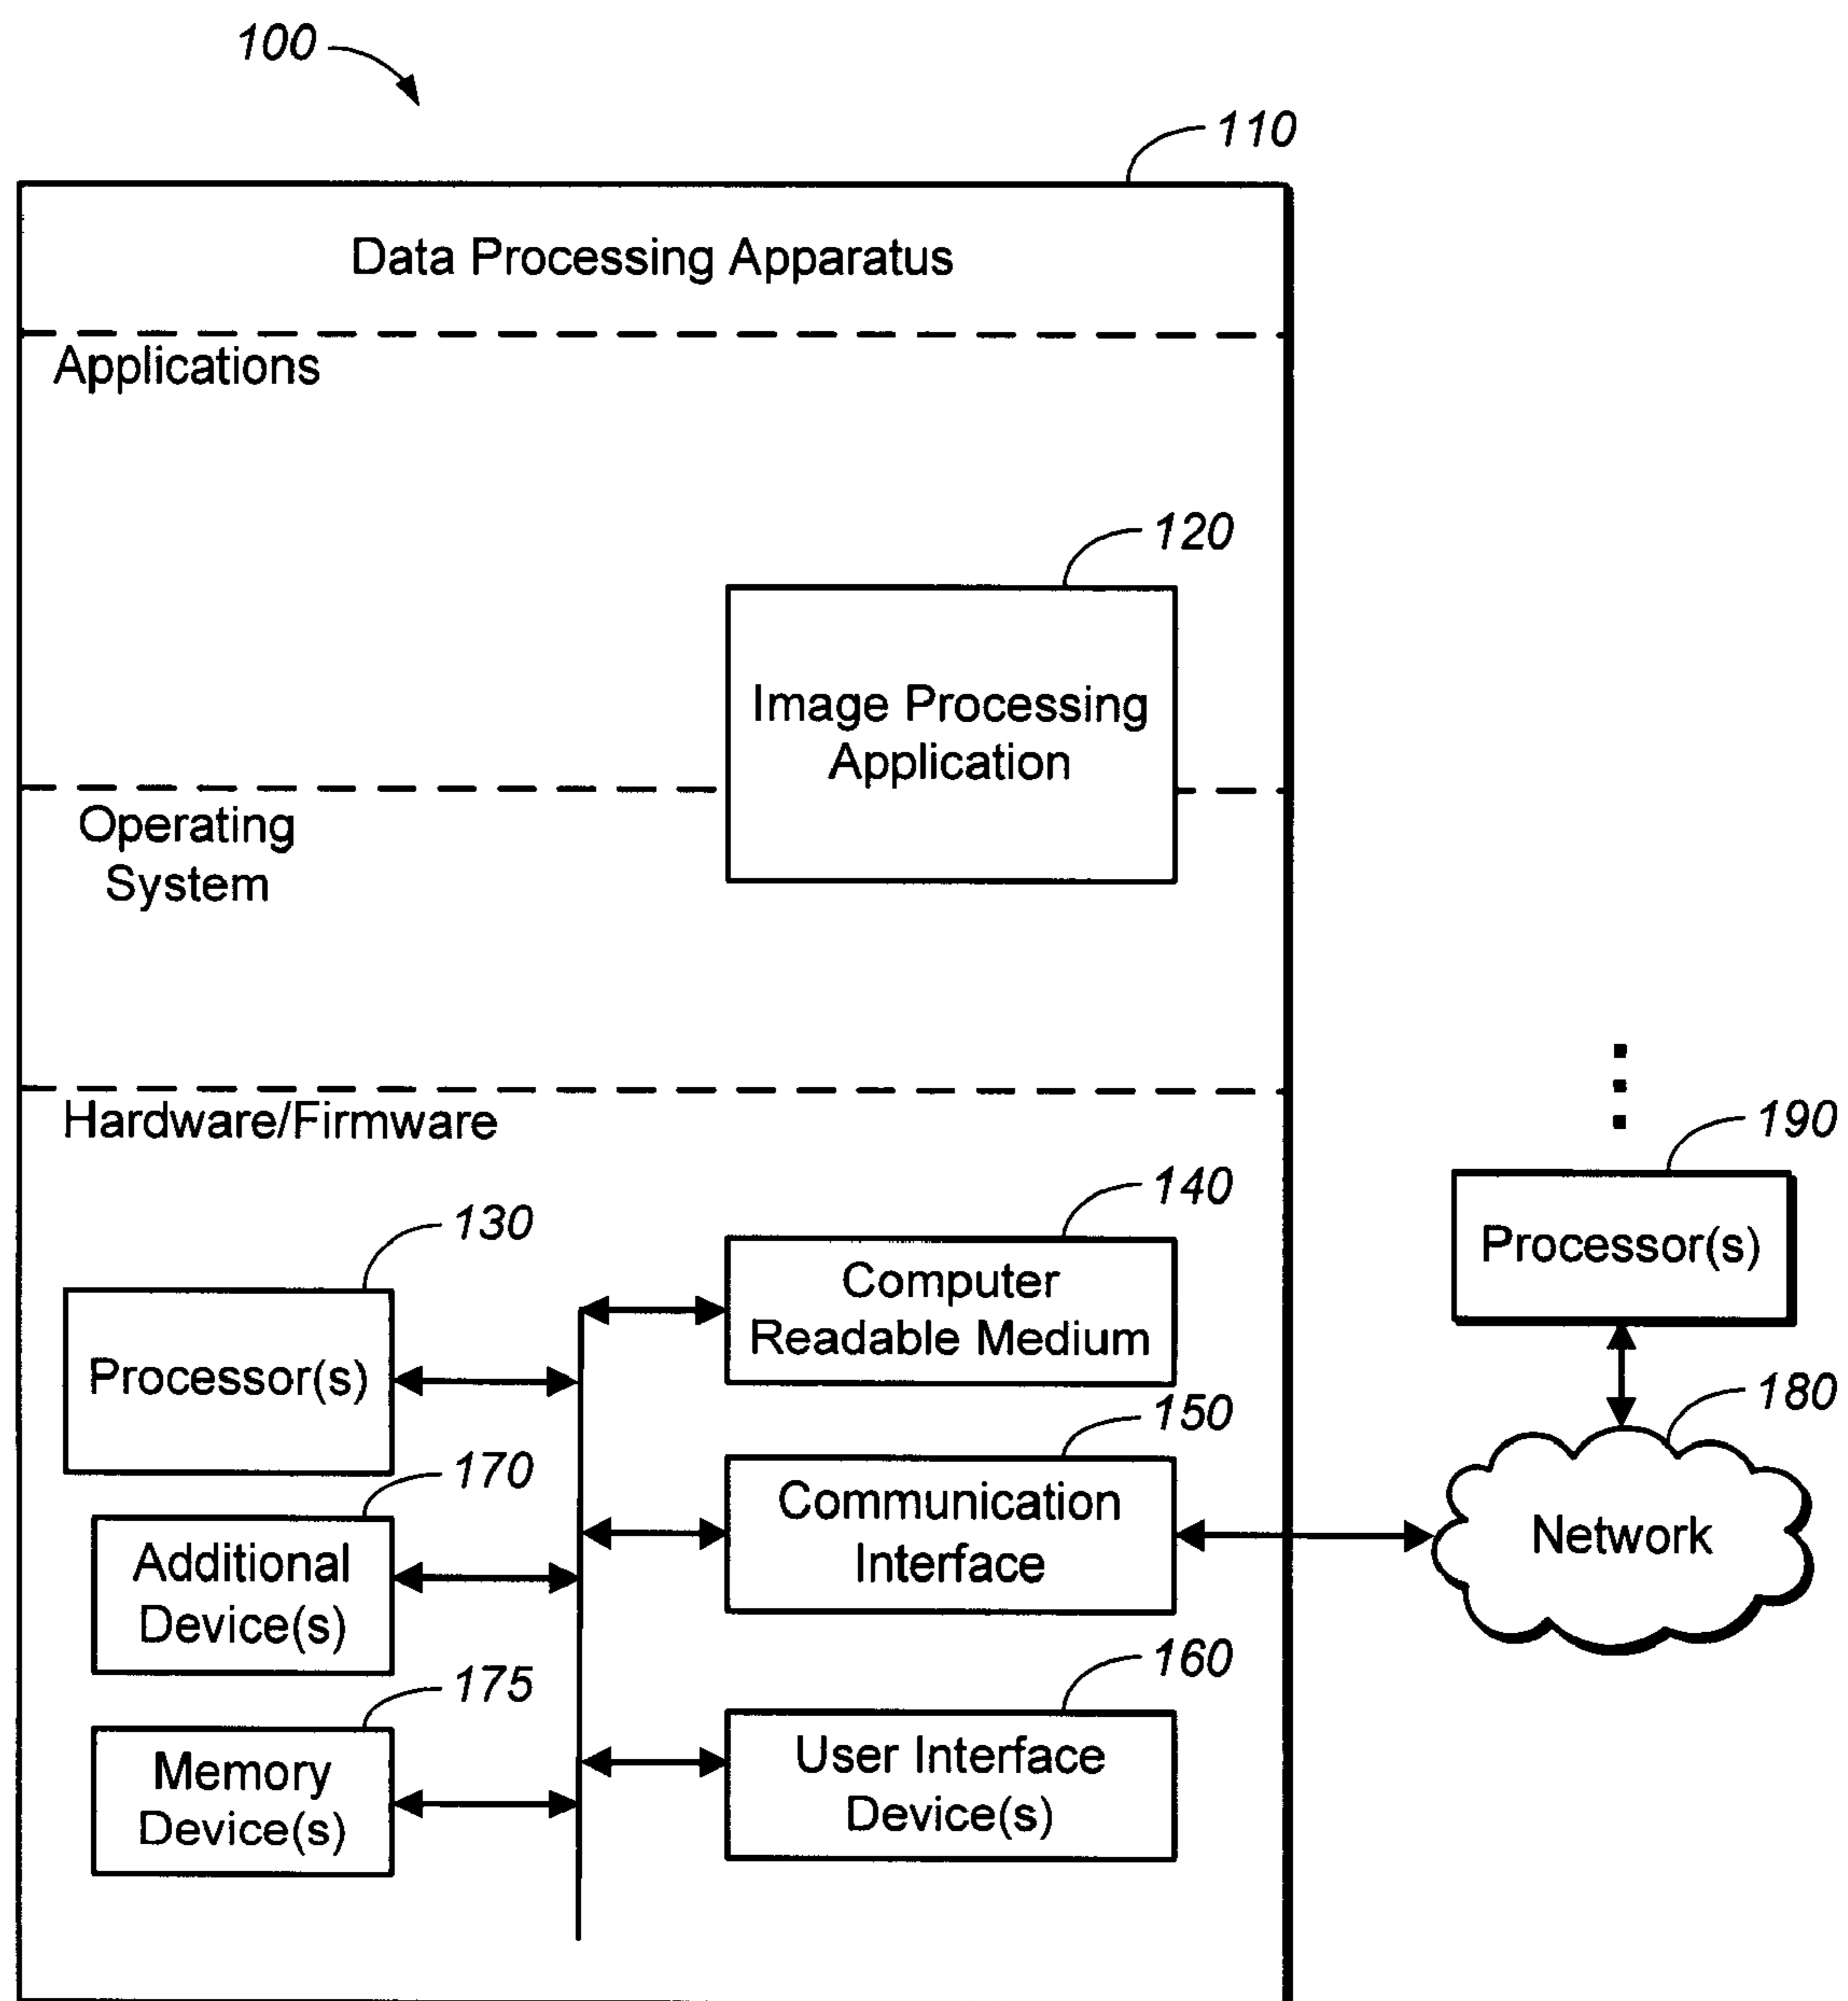 100
110
Data Processing Apparatus
Applications
120
Image Processing
Application
Operating
System
Hardware/Firmware
190
Processor(s)
140
Computer
Readable Medium
130
Processor(s)
180
Network
150
Communication
Interface
170
Additional
Device(s)
160
User Interface
Device(s)
175
Memory
Device(s)